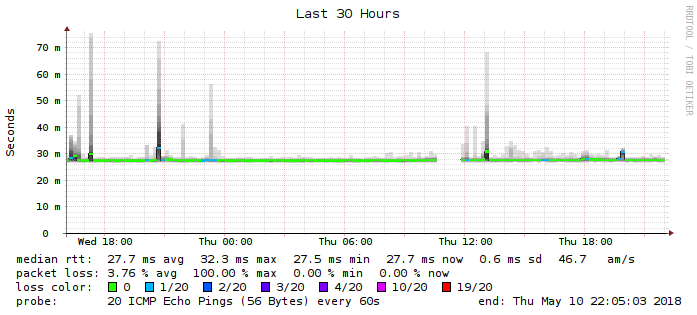 Last 30 Hours
RRDTOOL / TOBI OETIKER
Seconds
70 m
60 m
50 m
40 m
30 m
20 m
10 m
0
Wed 18:00 Thu 00:00 Thu 06:00 Thu 12:00 Thu 18:00
median rtt: 27.7 ms avg 32.3 ms max 27.5 ms min 27.7 ms now 0.6 ms sd 46.7 am/s
packet loss: 3.76 % avg 100.00 % max 0.00 % min 0.00 % now
loss color: 0 1/20 2/20 3/20 4/20 10/20 19/20
probe: 20 ICMP Echo Pings (56 Bytes) every 60s end: Thu May 10 22:05:03 2018